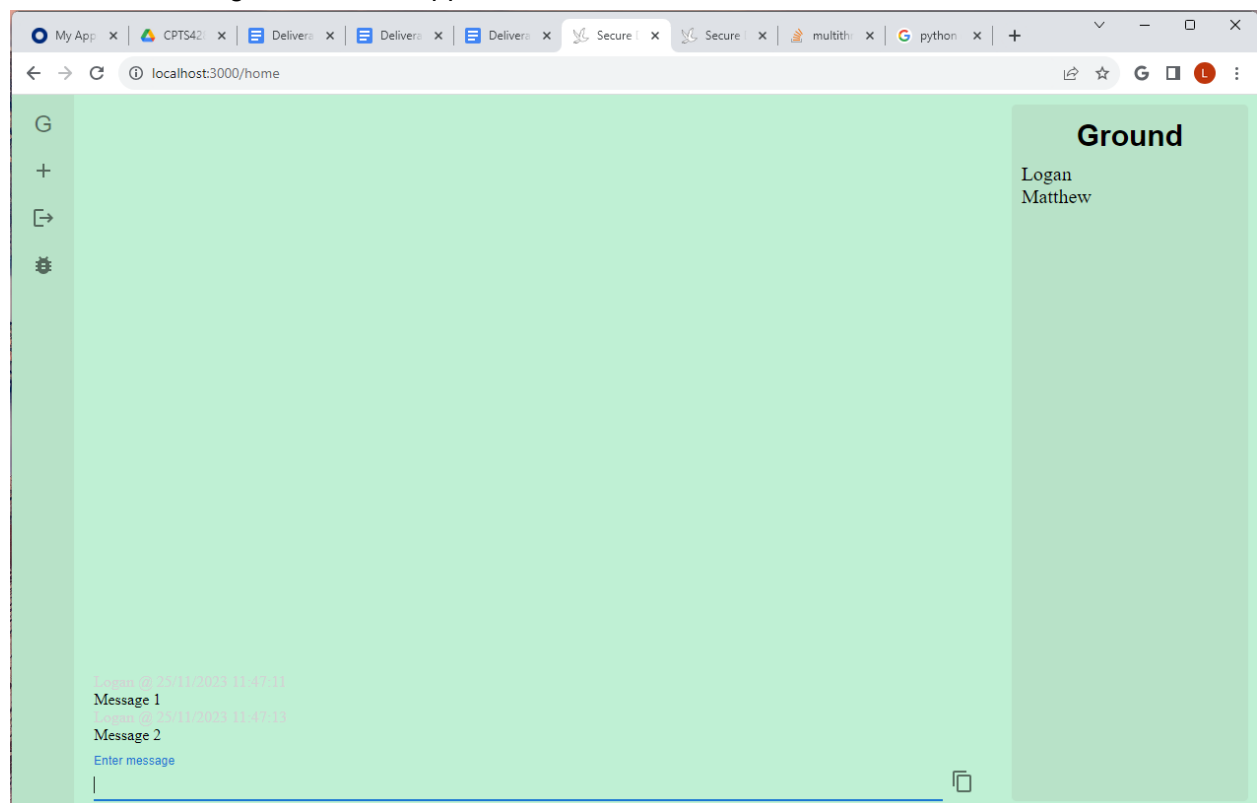 My App
CPTS42
Delivera
Delivera
Delivera
Secure
Secure
multith
python
localhost:3000/home
G
L
G
Ground
Logan
Matthew
Logan @ 25/11/2023 11:47:11
Message 1
Logan @ 25/11/2023 11:47:13
Message 2
Enter message